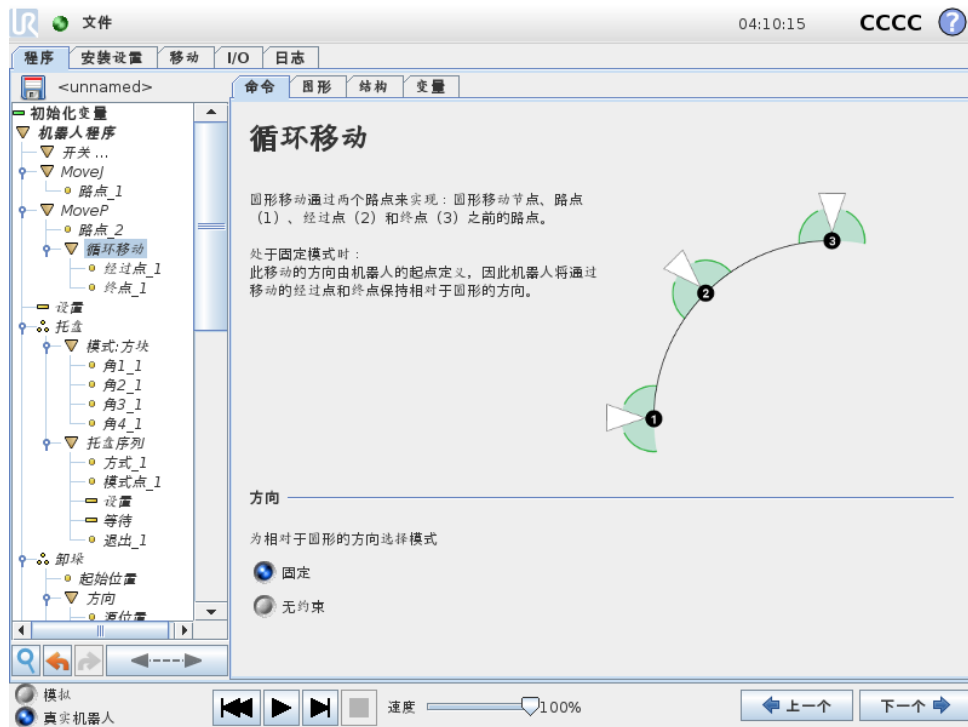 UR 文件 04:10:15 CCCC ?
程序 安装设置 移动 I/O 日志
<unnamed>
命令 图形 结构 变量
初始化变量
机器人程序
开关 ...
MoveJ
路点_1
MoveP
路点_2
循环移动
经过点_1
终点_1
设置
托盘
模式:方块
角1_1
角2_1
角3_1
角4_1
托盘序列
方式_1
模式点_1
设置
等待
退出_1
卸垛
起始位置
方向
源位置
循环移动
圆形移动通过两个路点来实现：圆形移动节点、路点
（1）、经过点（2）和终点（3）之前的路点。
处于固定模式时：
此移动的方向由机器人的起点定义，因此机器人将通过
移动的经过点和终点保持相对于圆形的方向。
3
2
1
方向
为相对于圆形的方向选择模式
固定
无约束
模拟
真实机器人
速度 100%
上一个 下一个